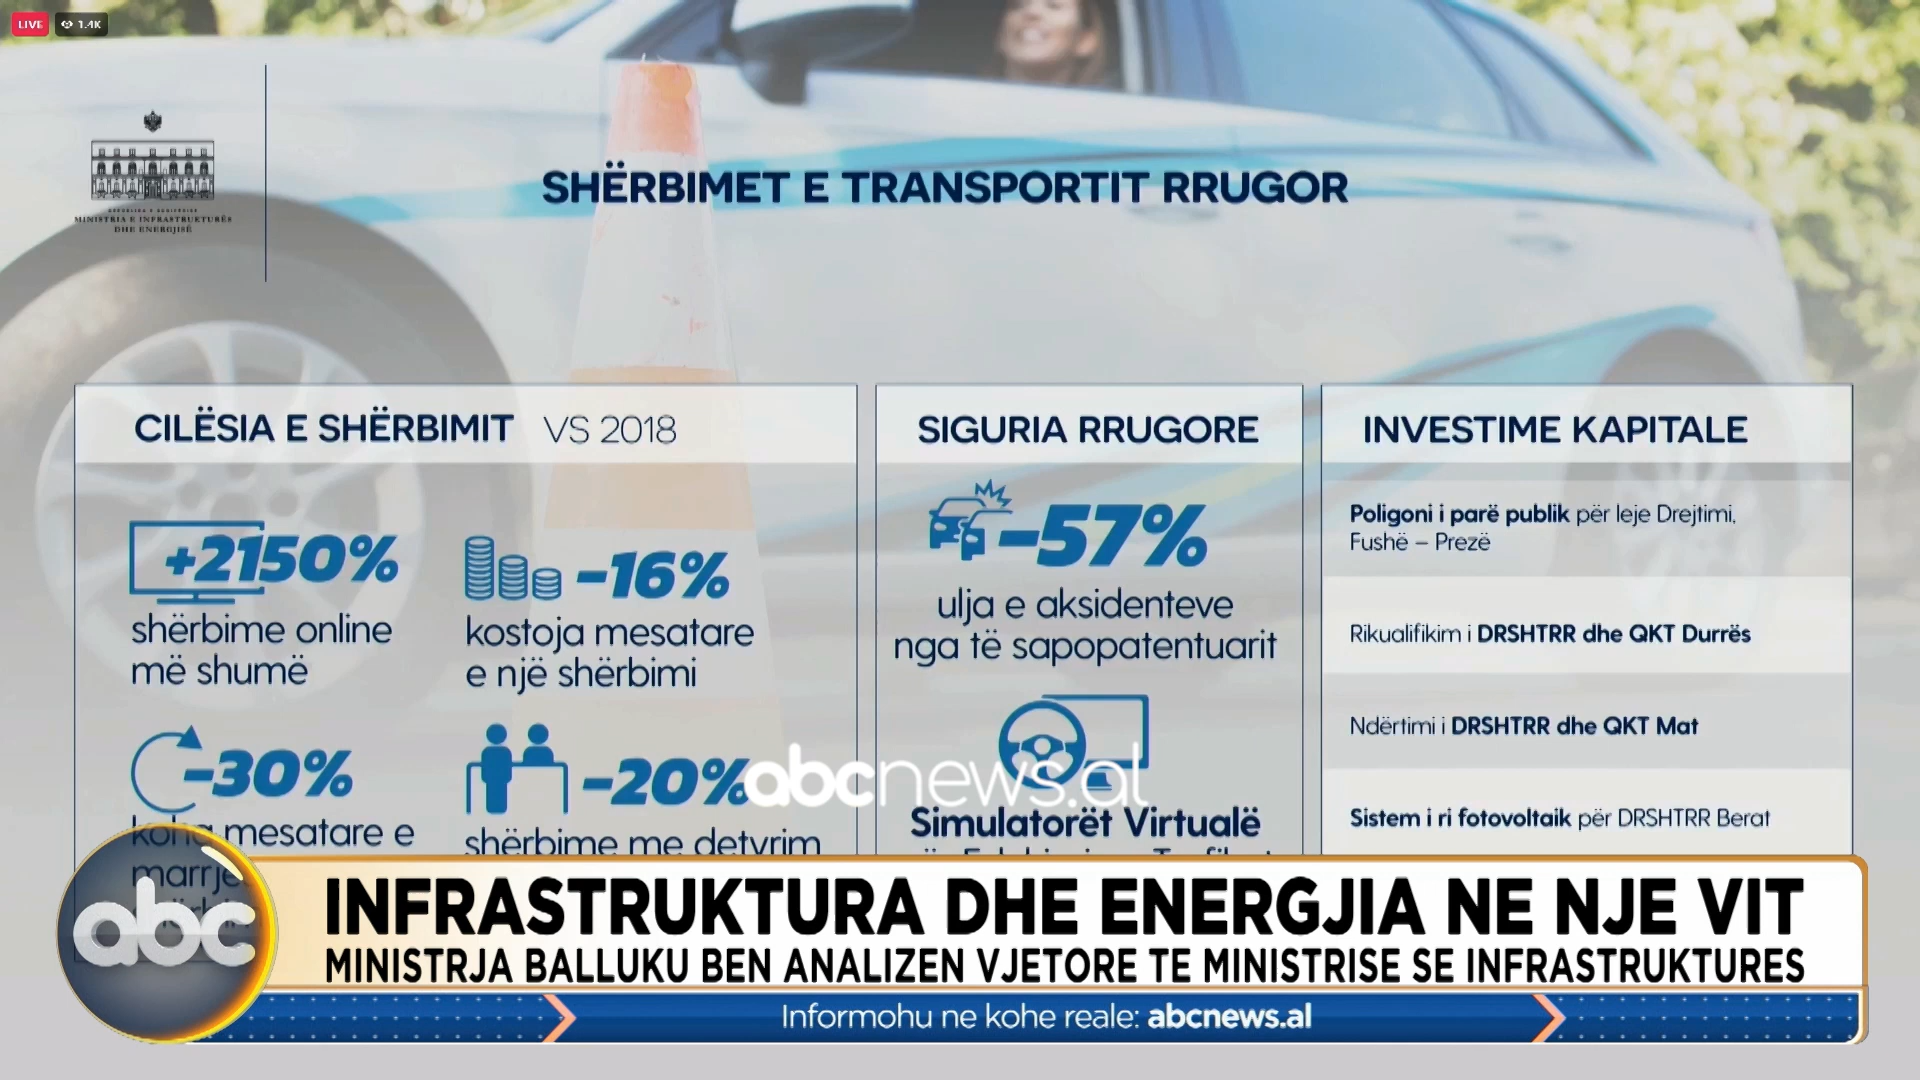 LIVE 1.4K
REPUBLIKA E SHQIPËRISË
MINISTRIA E INFRASTRUKTURËS
DHE ENERGJISË
SHËRBIMET E TRANSPORTIT RRUGOR
CILËSIA E SHËRBIMIT VS 2018
+2150%
shërbime online
më shumë
-16%
kostoja mesatare
e një shërbimi
-30%
koha mesatare e
marrjes
-20%
shërbime me detyrim
SIGURIA RRUGORE
-57%
ulja e aksidenteve
nga të sapopatentuarit
Simulatorët Virtualë
INVESTIME KAPITALE
Poligoni i parë publik për leje Drejtimi,
Fushë – Prezë
Rikualifikim i DRSHTRR dhe QKT Durrës
Ndërtimi i DRSHTRR dhe QKT Mat
Sistem i ri fotovoltaik për DRSHTRR Berat
abcnews.al
abc
INFRASTRUKTURA DHE ENERGJIA NE NJE VIT
MINISTRJA BALLUKU BEN ANALIZEN VJETORE TE MINISTRISE SE INFRASTRUKTURES
Informohu ne kohe reale: abcnews.al